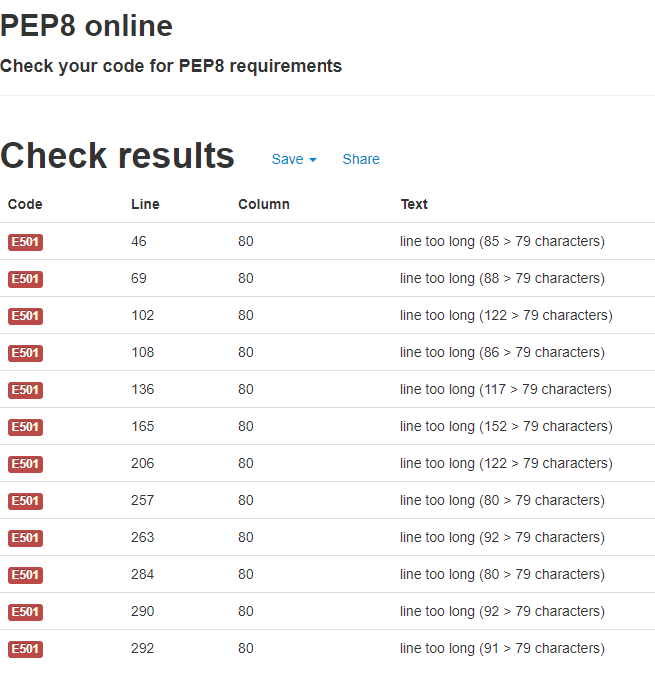 PEP8 online
Check your code for PEP8 requirements
Check results Save Share
Code Line Column Text
E501 46 80 line too long (85 > 79 characters)
E501 69 80 line too long (88 > 79 characters)
E501 102 80 line too long (122 > 79 characters)
E501 108 80 line too long (86 > 79 characters)
E501 136 80 line too long (117 > 79 characters)
E501 165 80 line too long (152 > 79 characters)
E501 206 80 line too long (122 > 79 characters)
E501 257 80 line too long (80 > 79 characters)
E501 263 80 line too long (92 > 79 characters)
E501 284 80 line too long (80 > 79 characters)
E501 290 80 line too long (92 > 79 characters)
E501 292 80 line too long (91 > 79 characters)